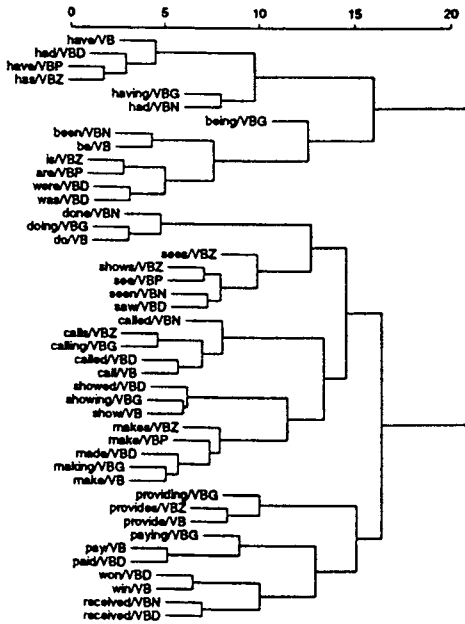 0 5 10 15 20
have/VB
had/VBD
have/VBP
has/VBZ
having/VBG
had/VBN
being/VBG
been/VBN
be/VB
is/VBZ
are/VBP
were/VBD
was/VBD
done/VBN
doing/VBG
do/VB
sees/VBZ
shows/VBZ
see/VBP
seen/VBN
saw/VBD
called/VBN
calls/VBZ
calling/VBG
called/VBD
call/VB
showed/VBD
showing/VBG
show/VB
makes/VBZ
make/VBP
made/VBD
making/VBG
make/VB
providing/VBG
provides/VBZ
provide/VB
paying/VBG
pay/VB
paid/VBD
won/VBD
win/VB
received/VBN
received/VBD